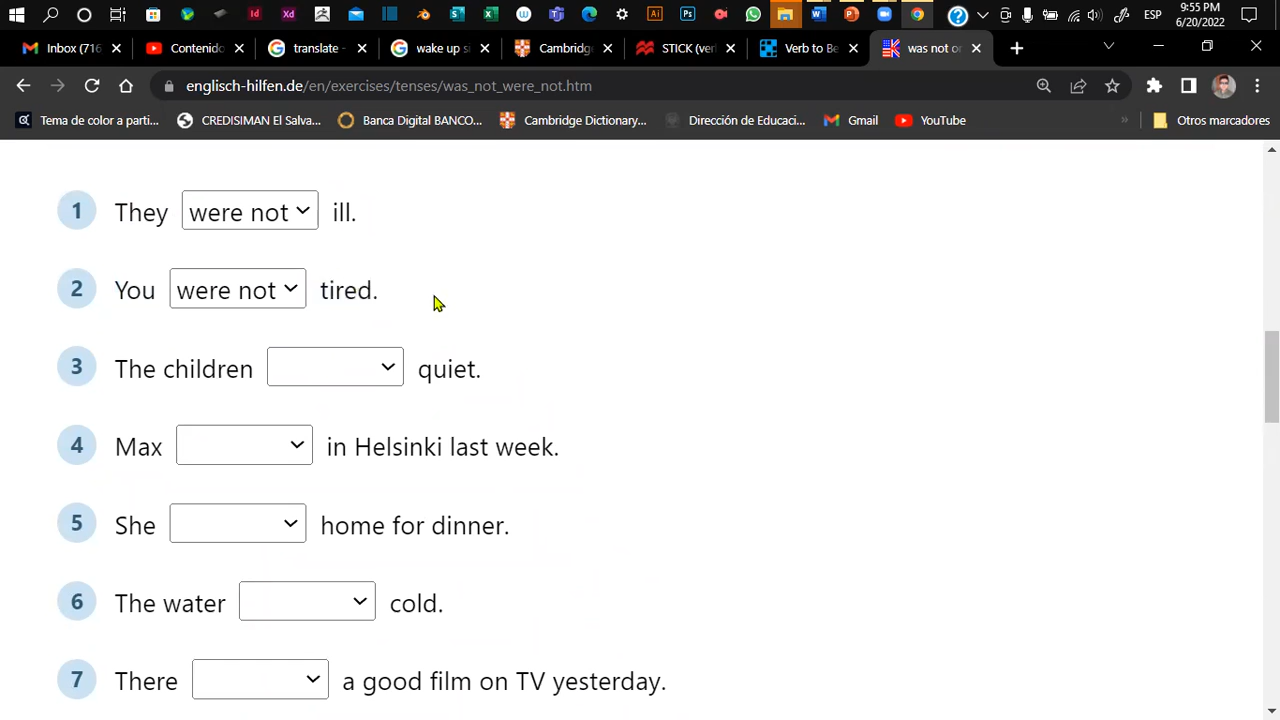 9:55 PM
ESP
6/20/2022
Inbox (716
Contenido
translate -
wake up si
Cambridg
STICK (ver
Verb to Be
was not or
englisch-hilfen.de/en/exercises/tenses/was_not_were_not.htm
Tema de color a parti...
CREDISIMAN El Salva...
Banca Digital BANCO...
Cambridge Dictionary...
Dirección de Educaci...
Gmail
YouTube
»
Otros marcadores
1 They were not ill.
2 You were not tired.
3 The children quiet.
4 Max in Helsinki last week.
5 She home for dinner.
6 The water cold.
7 There a good film on TV yesterday.